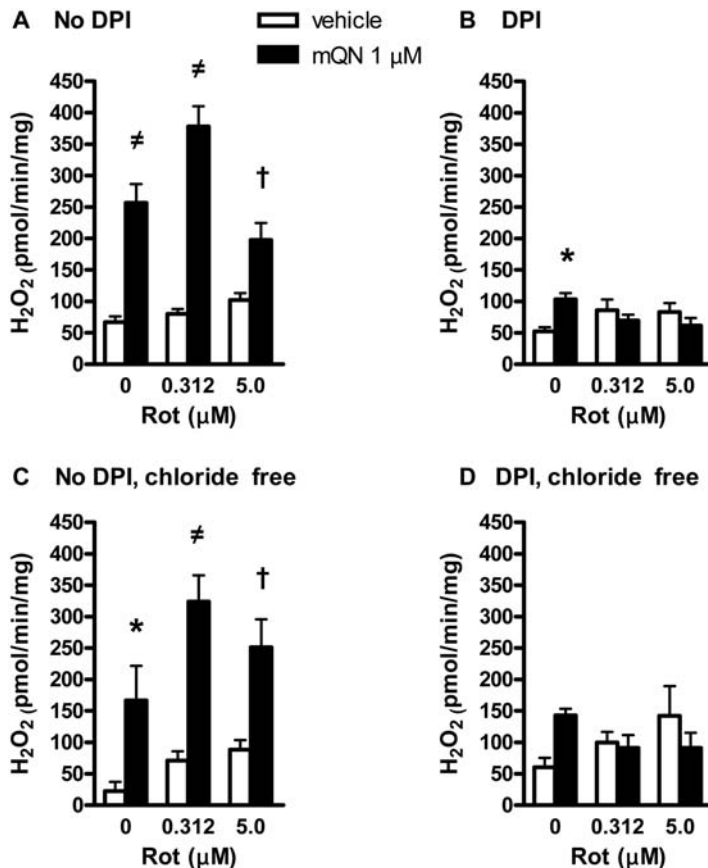 A No DPI
vehicle
mQN 1 µM
B DPI
H₂O₂ (pmol/min/mg)
450
400
350
300
250
200
150
100
50
0
≠
≠
†
0 0.312 5.0
Rot (µM)
H₂O₂ (pmol/min/mg)
450
400
350
300
250
200
150
100
50
0
*
0 0.312 5.0
Rot (µM)
C No DPI, chloride free
D DPI, chloride free
H₂O₂ (pmol/min/mg)
450
400
350
300
250
200
150
100
50
0
*
≠
†
0 0.312 5.0
Rot (µM)
H₂O₂ (pmol/min/mg)
450
400
350
300
250
200
150
100
50
0
0 0.312 5.0
Rot (µM)